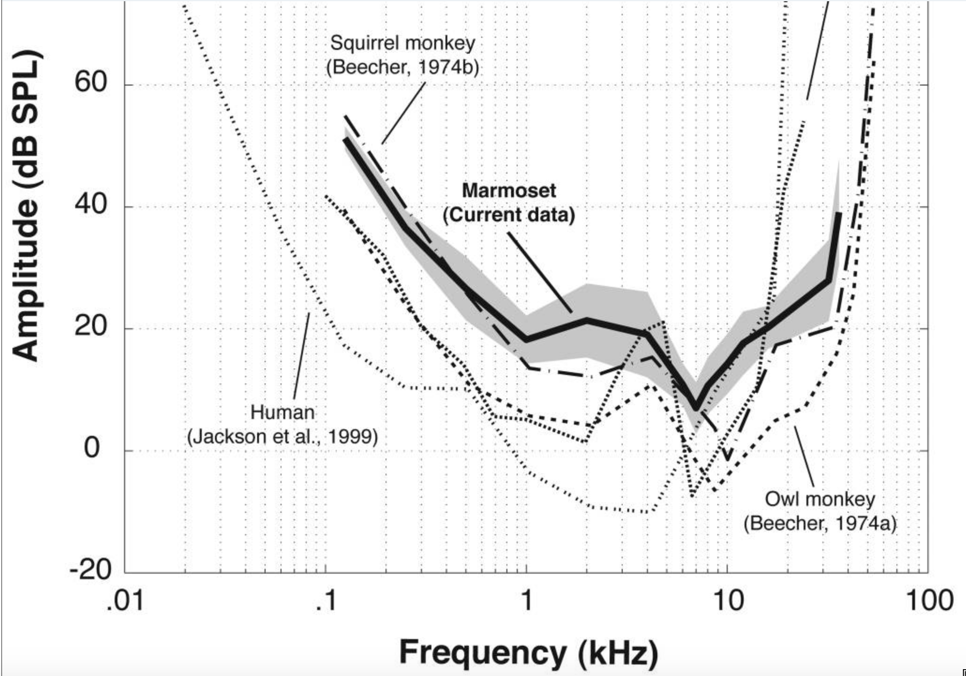 Squirrel monkey
(Beecher, 1974b)
60
Marmoset
(Current data)
40
Amplitude (dB SPL)
20
Human
(Jackson et al., 1999)
0
Owl monkey
(Beecher, 1974a)
-20
.01
.1
1
10
100
Frequency (kHz)